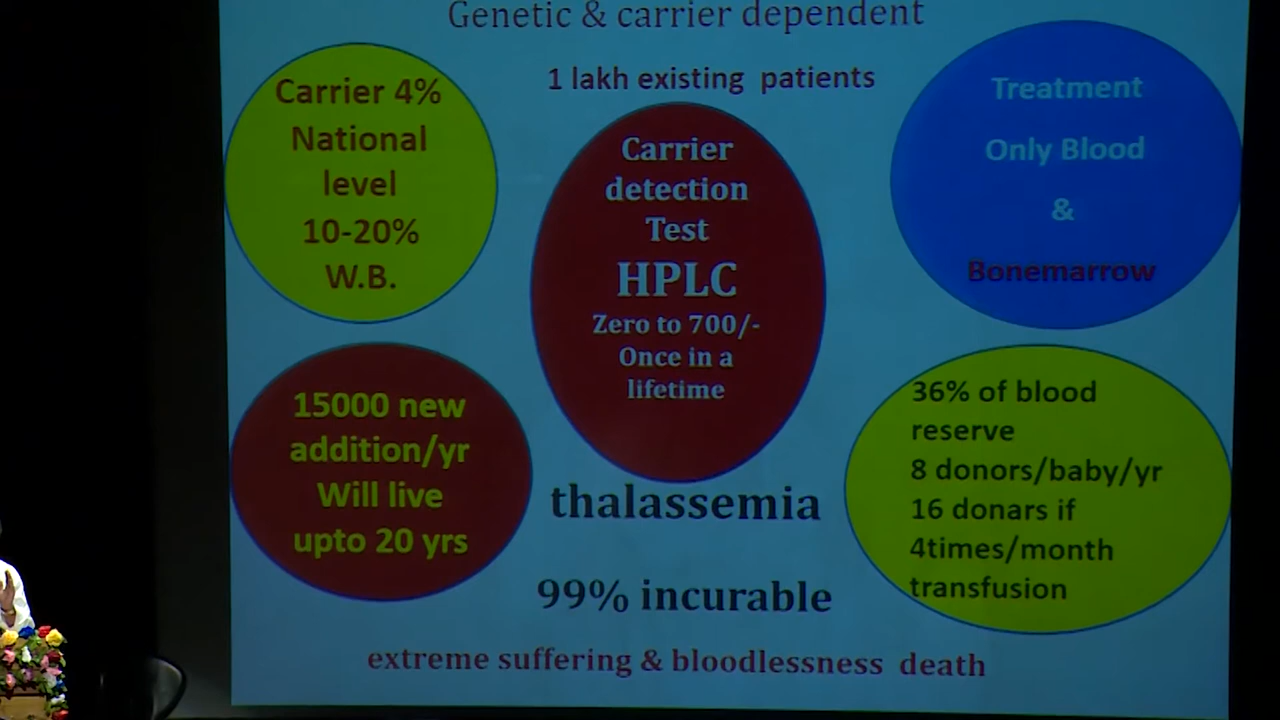 Genetic & carrier dependent
1 lakh existing patients
Carrier 4%
National
level
10-20%
W.B.
Carrier
detection
Test
HPLC
Zero to 700/-
Once in a
lifetime
Treatment
Only Blood
&
Bonemarrow
15000 new
addition/yr
Will live
upto 20 yrs
36% of blood
reserve
8 donors/baby/yr
16 donars if
4times/month
transfusion
thalassemia
99% incurable
extreme suffering & bloodlessness death